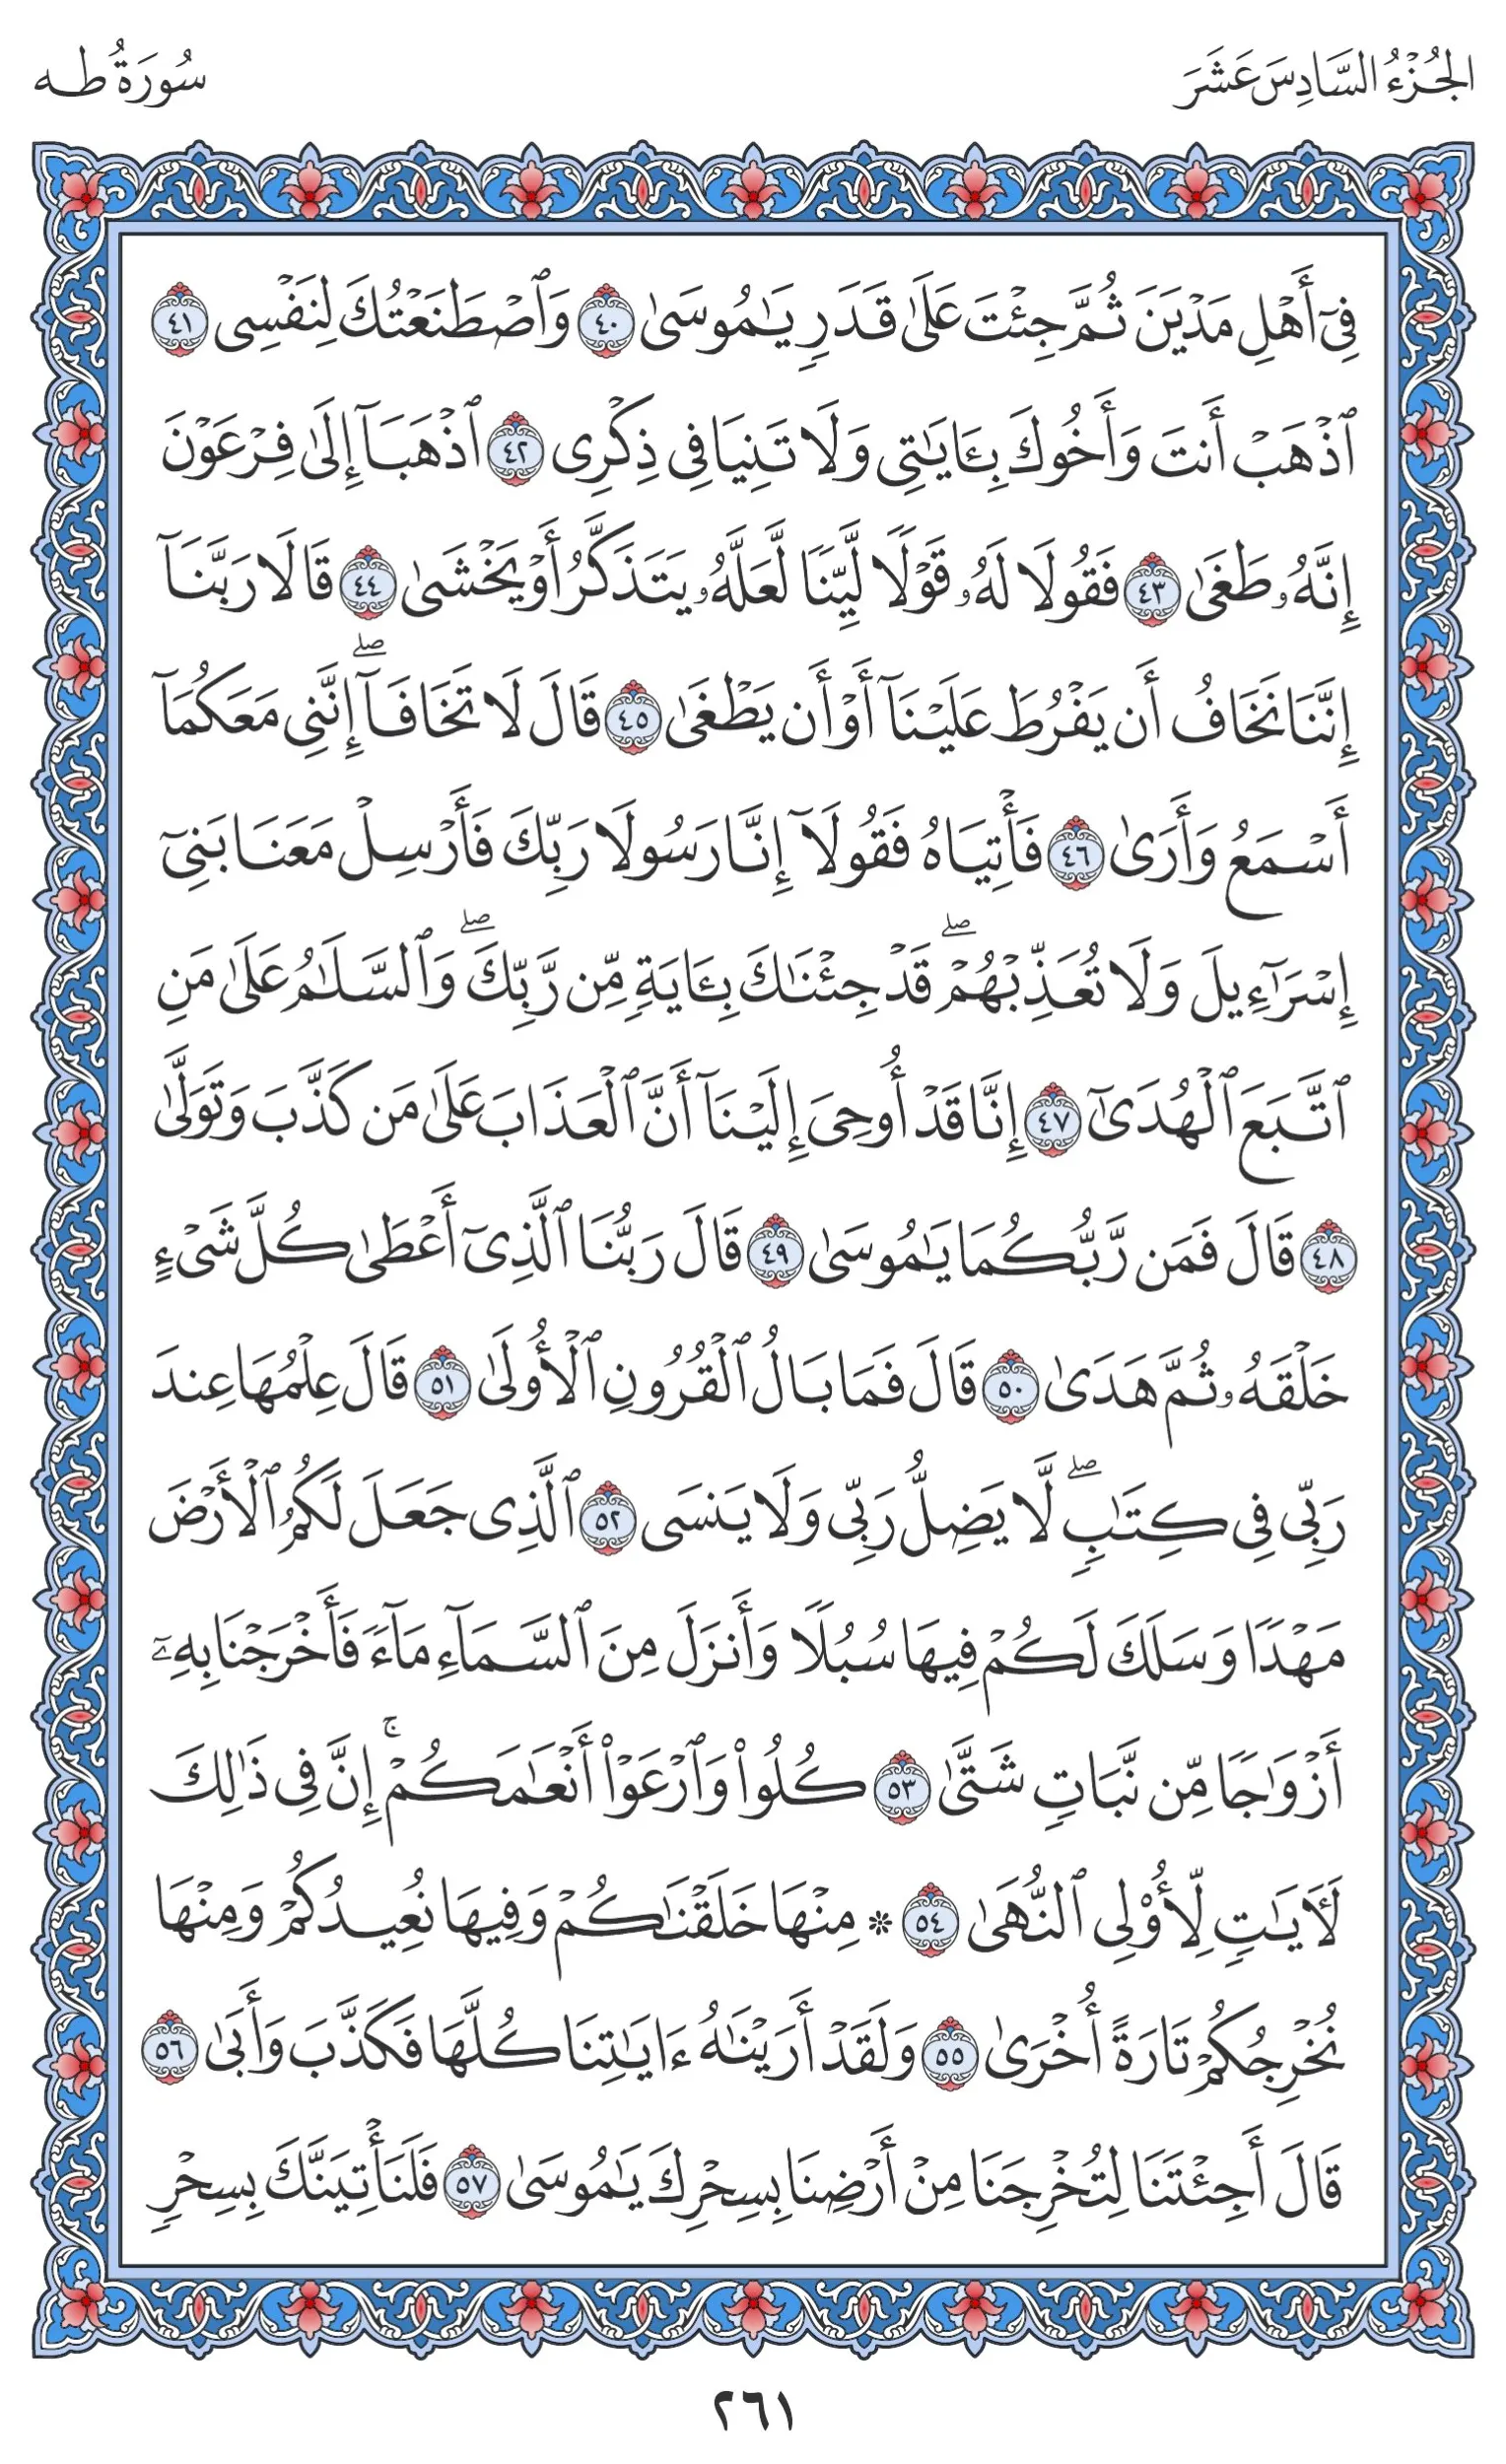 الجُزْءُ السَّادِسَ عَشَرَ
سُورَةُ طه
فِىٓ أَهْلِ مَدْيَنَ ثُمَّ جِئْتَ عَلَىٰ قَدَرٍ يَـٰمُوسَىٰ ٤٠ وَٱصْطَنَعْتُكَ لِنَفْسِى ٤١
ٱذْهَبْ أَنتَ وَأَخُوكَ بِـَٔايَـٰتِى وَلَا تَنِيَا فِى ذِكْرِى ٤٢ ٱذْهَبَآ إِلَىٰ فِرْعَوْنَ
إِنَّهُۥ طَغَىٰ ٤٣ فَقُولَا لَهُۥ قَوْلًا لَّيِّنًا لَّعَلَّهُۥ يَتَذَكَّرُ أَوْ يَخْشَىٰ ٤٤ قَالَا رَبَّنَآ
إِنَّنَا نَخَافُ أَن يَفْرُطَ عَلَيْنَآ أَوْ أَن يَطْغَىٰ ٤٥ قَالَ لَا تَخَافَآ ۖ إِنَّنِى مَعَكُمَآ
أَسْمَعُ وَأَرَىٰ ٤٦ فَأْتِيَاهُ فَقُولَآ إِنَّا رَسُولَا رَبِّكَ فَأَرْسِلْ مَعَنَا بَنِىٓ
إِسْرَٰٓءِيلَ وَلَا تُعَذِّبْهُمْ ۖ قَدْ جِئْنَـٰكَ بِـَٔايَةٍ مِّن رَّبِّكَ ۖ وَٱلسَّلَـٰمُ عَلَىٰ مَنِ
ٱتَّبَعَ ٱلْهُدَىٰٓ ٤٧ إِنَّا قَدْ أُوحِىَ إِلَيْنَآ أَنَّ ٱلْعَذَابَ عَلَىٰ مَن كَذَّبَ وَتَوَلَّىٰ
٤٨ قَالَ فَمَن رَّبُّكُمَا يَـٰمُوسَىٰ ٤٩ قَالَ رَبُّنَا ٱلَّذِىٓ أَعْطَىٰ كُلَّ شَىْءٍ
خَلْقَهُۥ ثُمَّ هَدَىٰ ٥٠ قَالَ فَمَا بَالُ ٱلْقُرُونِ ٱلْأُولَىٰ ٥١ قَالَ عِلْمُهَا عِندَ
رَبِّى فِى كِتَـٰبٍ ۖ لَّا يَضِلُّ رَبِّى وَلَا يَنسَى ٥٢ ٱلَّذِى جَعَلَ لَكُمُ ٱلْأَرْضَ
مَهْدًا وَسَلَكَ لَكُمْ فِيهَا سُبُلًا وَأَنزَلَ مِنَ ٱلسَّمَآءِ مَآءً فَأَخْرَجْنَا بِهِۦٓ
أَزْوَٰجًا مِّن نَّبَاتٍ شَتَّىٰ ٥٣ كُلُوا۟ وَٱرْعَوْا۟ أَنْعَـٰمَكُمْ ۚ إِنَّ فِى ذَٰلِكَ
لَـَٔايَـٰتٍ لِّأُو۟لِى ٱلنُّهَىٰ ٥٤ * مِنْهَا خَلَقْنَـٰكُمْ وَفِيهَا نُعِيدُكُمْ وَمِنْهَا
نُخْرِجُكُمْ تَارَةً أُخْرَىٰ ٥٥ وَلَقَدْ أَرَيْنَـٰهُ ءَايَـٰتِنَا كُلَّهَا فَكَذَّبَ وَأَبَىٰ ٥٦
قَالَ أَجِئْتَنَا لِتُخْرِجَنَا مِنْ أَرْضِنَا بِسِحْرِكَ يَـٰمُوسَىٰ ٥٧ فَلَنَأْتِيَنَّكَ بِسِحْرٍ
٢٦١